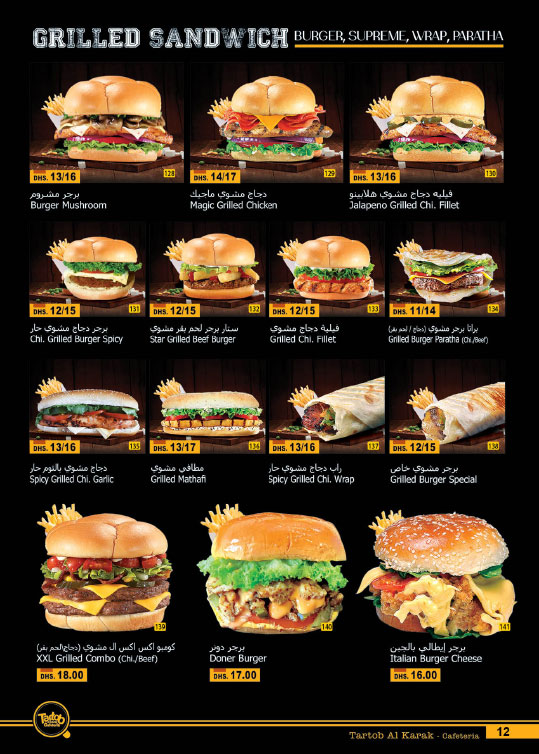 GRILLED SANDWICH BURGER, SUPREME, WRAP, PARATHA
DHS. 13/16 128
برجر مشروم
Burger Mushroom
DHS. 14/17 129
دجاج مشوي ماجيك
Magic Grilled Chicken
DHS. 13/16 130
فيليه دجاج مشوي هلابينو
Jalapeno Grilled Chi. Fillet
DHS. 12/15 131
برجر دجاج مشوي حار
Chi. Grilled Burger Spicy
DHS. 12/15 132
ستار برجر لحم بقر مشوي
Star Grilled Beef Burger
DHS. 12/15 133
فيلية دجاج مشوي
Grilled Chi. Fillet
DHS. 11/14 134
براتا برجر مشوي (دجاج / لحم بقر)
Grilled Burger Paratha (Chi./Beef)
DHS. 13/16 135
دجاج مشوي بالثوم حار
Spicy Grilled Chi. Garlic
DHS. 13/17 136
مطافي مشوي
Grilled Mathafi
DHS. 13/16 137
راب دجاج مشوي حار
Spicy Grilled Chi. Wrap
DHS. 12/15 138
برجر مشوي خاص
Grilled Burger Special
139
كومبو اكس اكس ال مشوي (دجاج/لحم بقر)
XXL Grilled Combo (Chi./Beef)
DHS. 18.00
140
برجر دونر
Doner Burger
DHS. 17.00
141
برجر إيطالي بالجبن
Italian Burger Cheese
DHS. 16.00
Tartob
Tartob Al Karak - Cafeteria 12